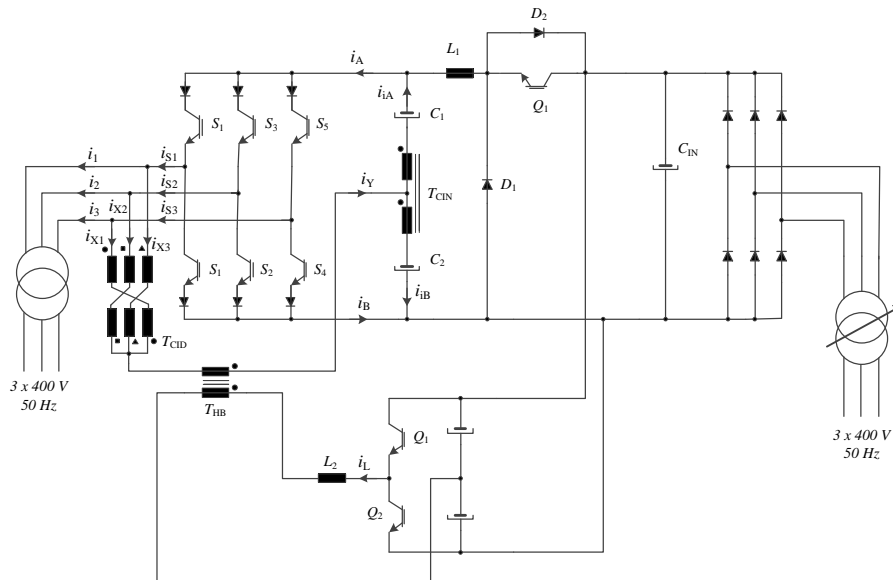 D2
iA
L1
iiA
C1
Q1
S1
S3
S5
CIN
i1
iS1
i2
iX2
iS2
iY
TCIN
D1
i3
iS3
iX1
iX3
S1
S2
S4
C2
iB
iiB
TCID
3 x 400 V
50 Hz
THB
3 x 400 V
50 Hz
Q1
L2
iL
Q2